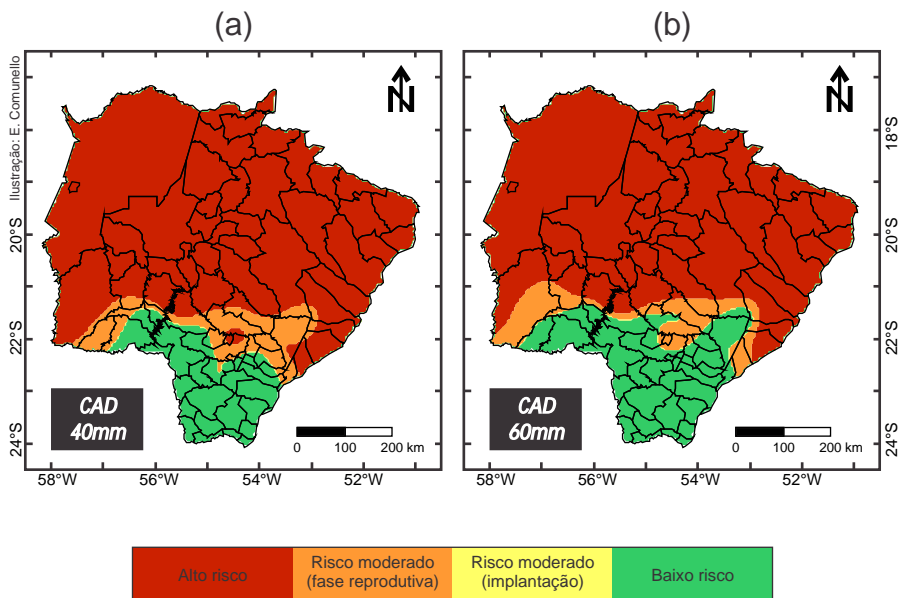 (a)
(b)
Ilustração: E. Comunello
N
N
18°S
20°S
20°S
22°S
22°S
24°S
24°S
CAD
40mm
CAD
60mm
0 100 200 km
0 100 200 km
58°W 56°W 54°W 52°W
58°W 56°W 54°W 52°W
Alto risco
Risco moderado
(fase reprodutiva)
Risco moderado
(implantação)
Baixo risco